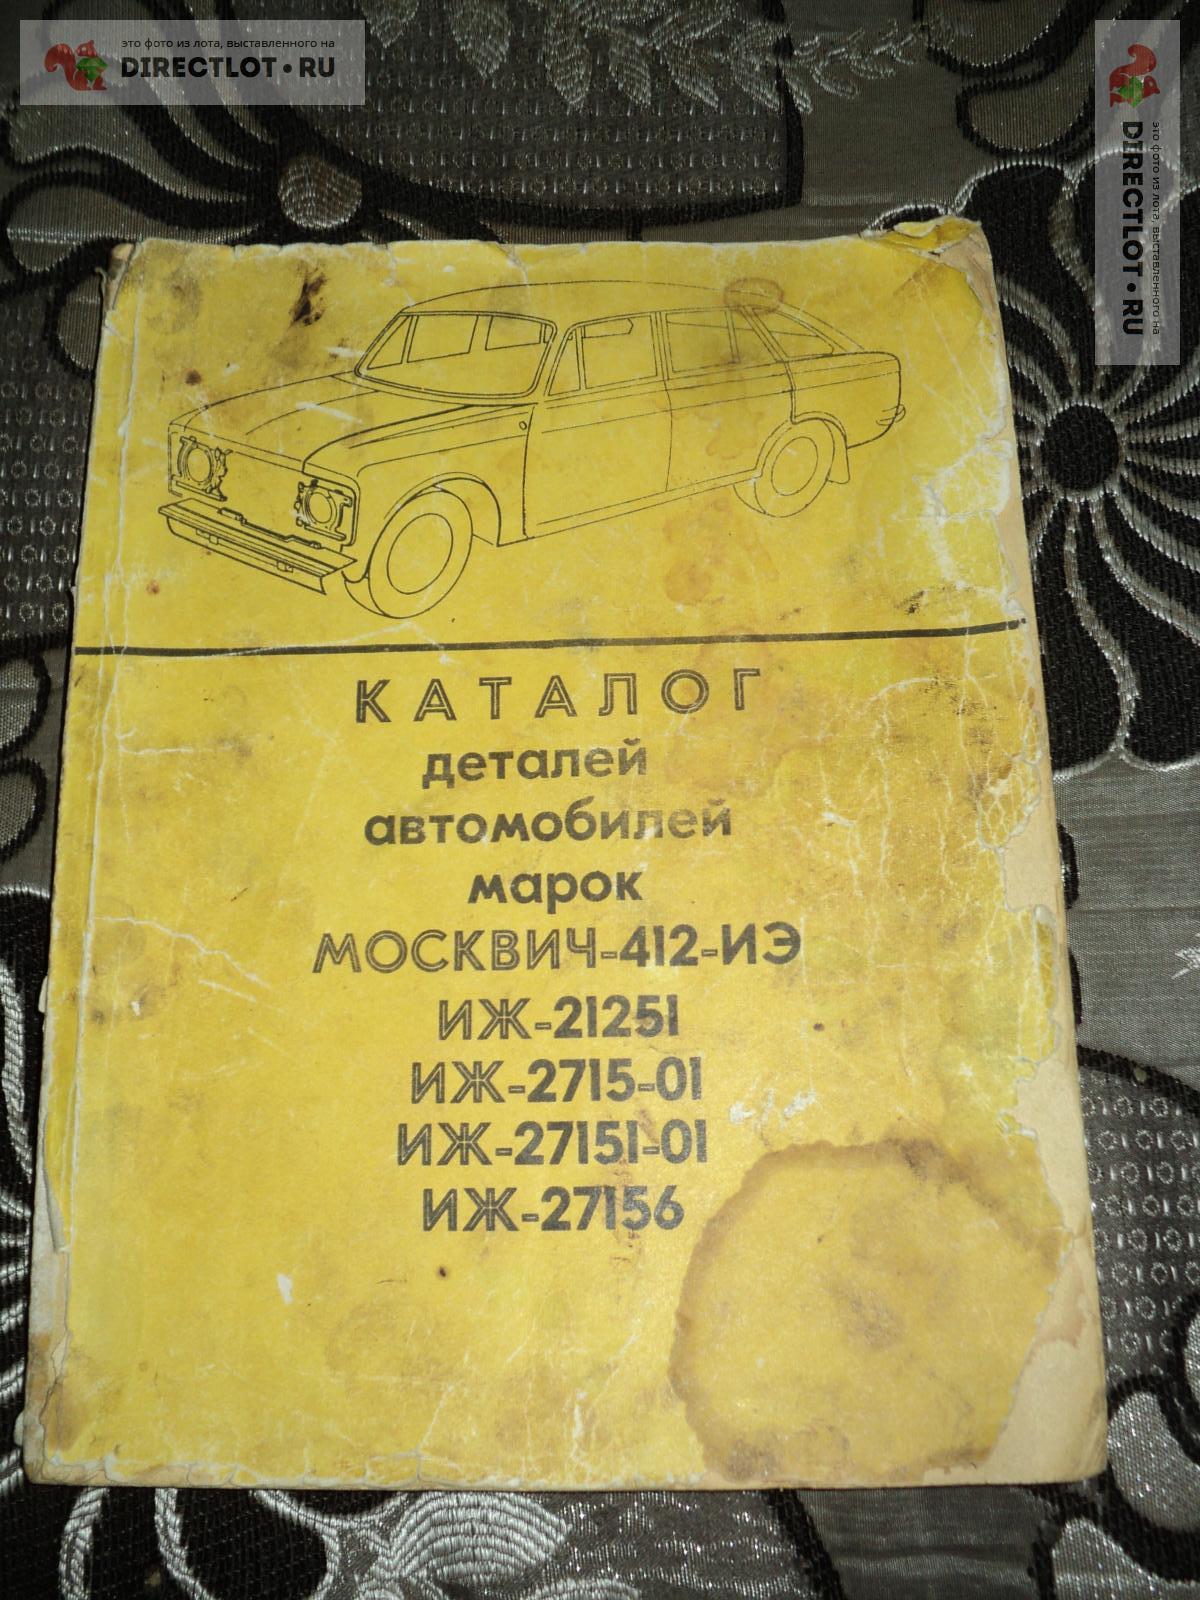 это фото из лота, выставленного на
DIRECTLOT•RU
это фото из лота, выставленного на
DIRECTLOT•RU
КАТАЛОГ
деталей
автомобилей
марок
МОСКВИЧ-412-ИЭ
ИЖ-21251
ИЖ-2715-01
ИЖ-27151-01
ИЖ-27156